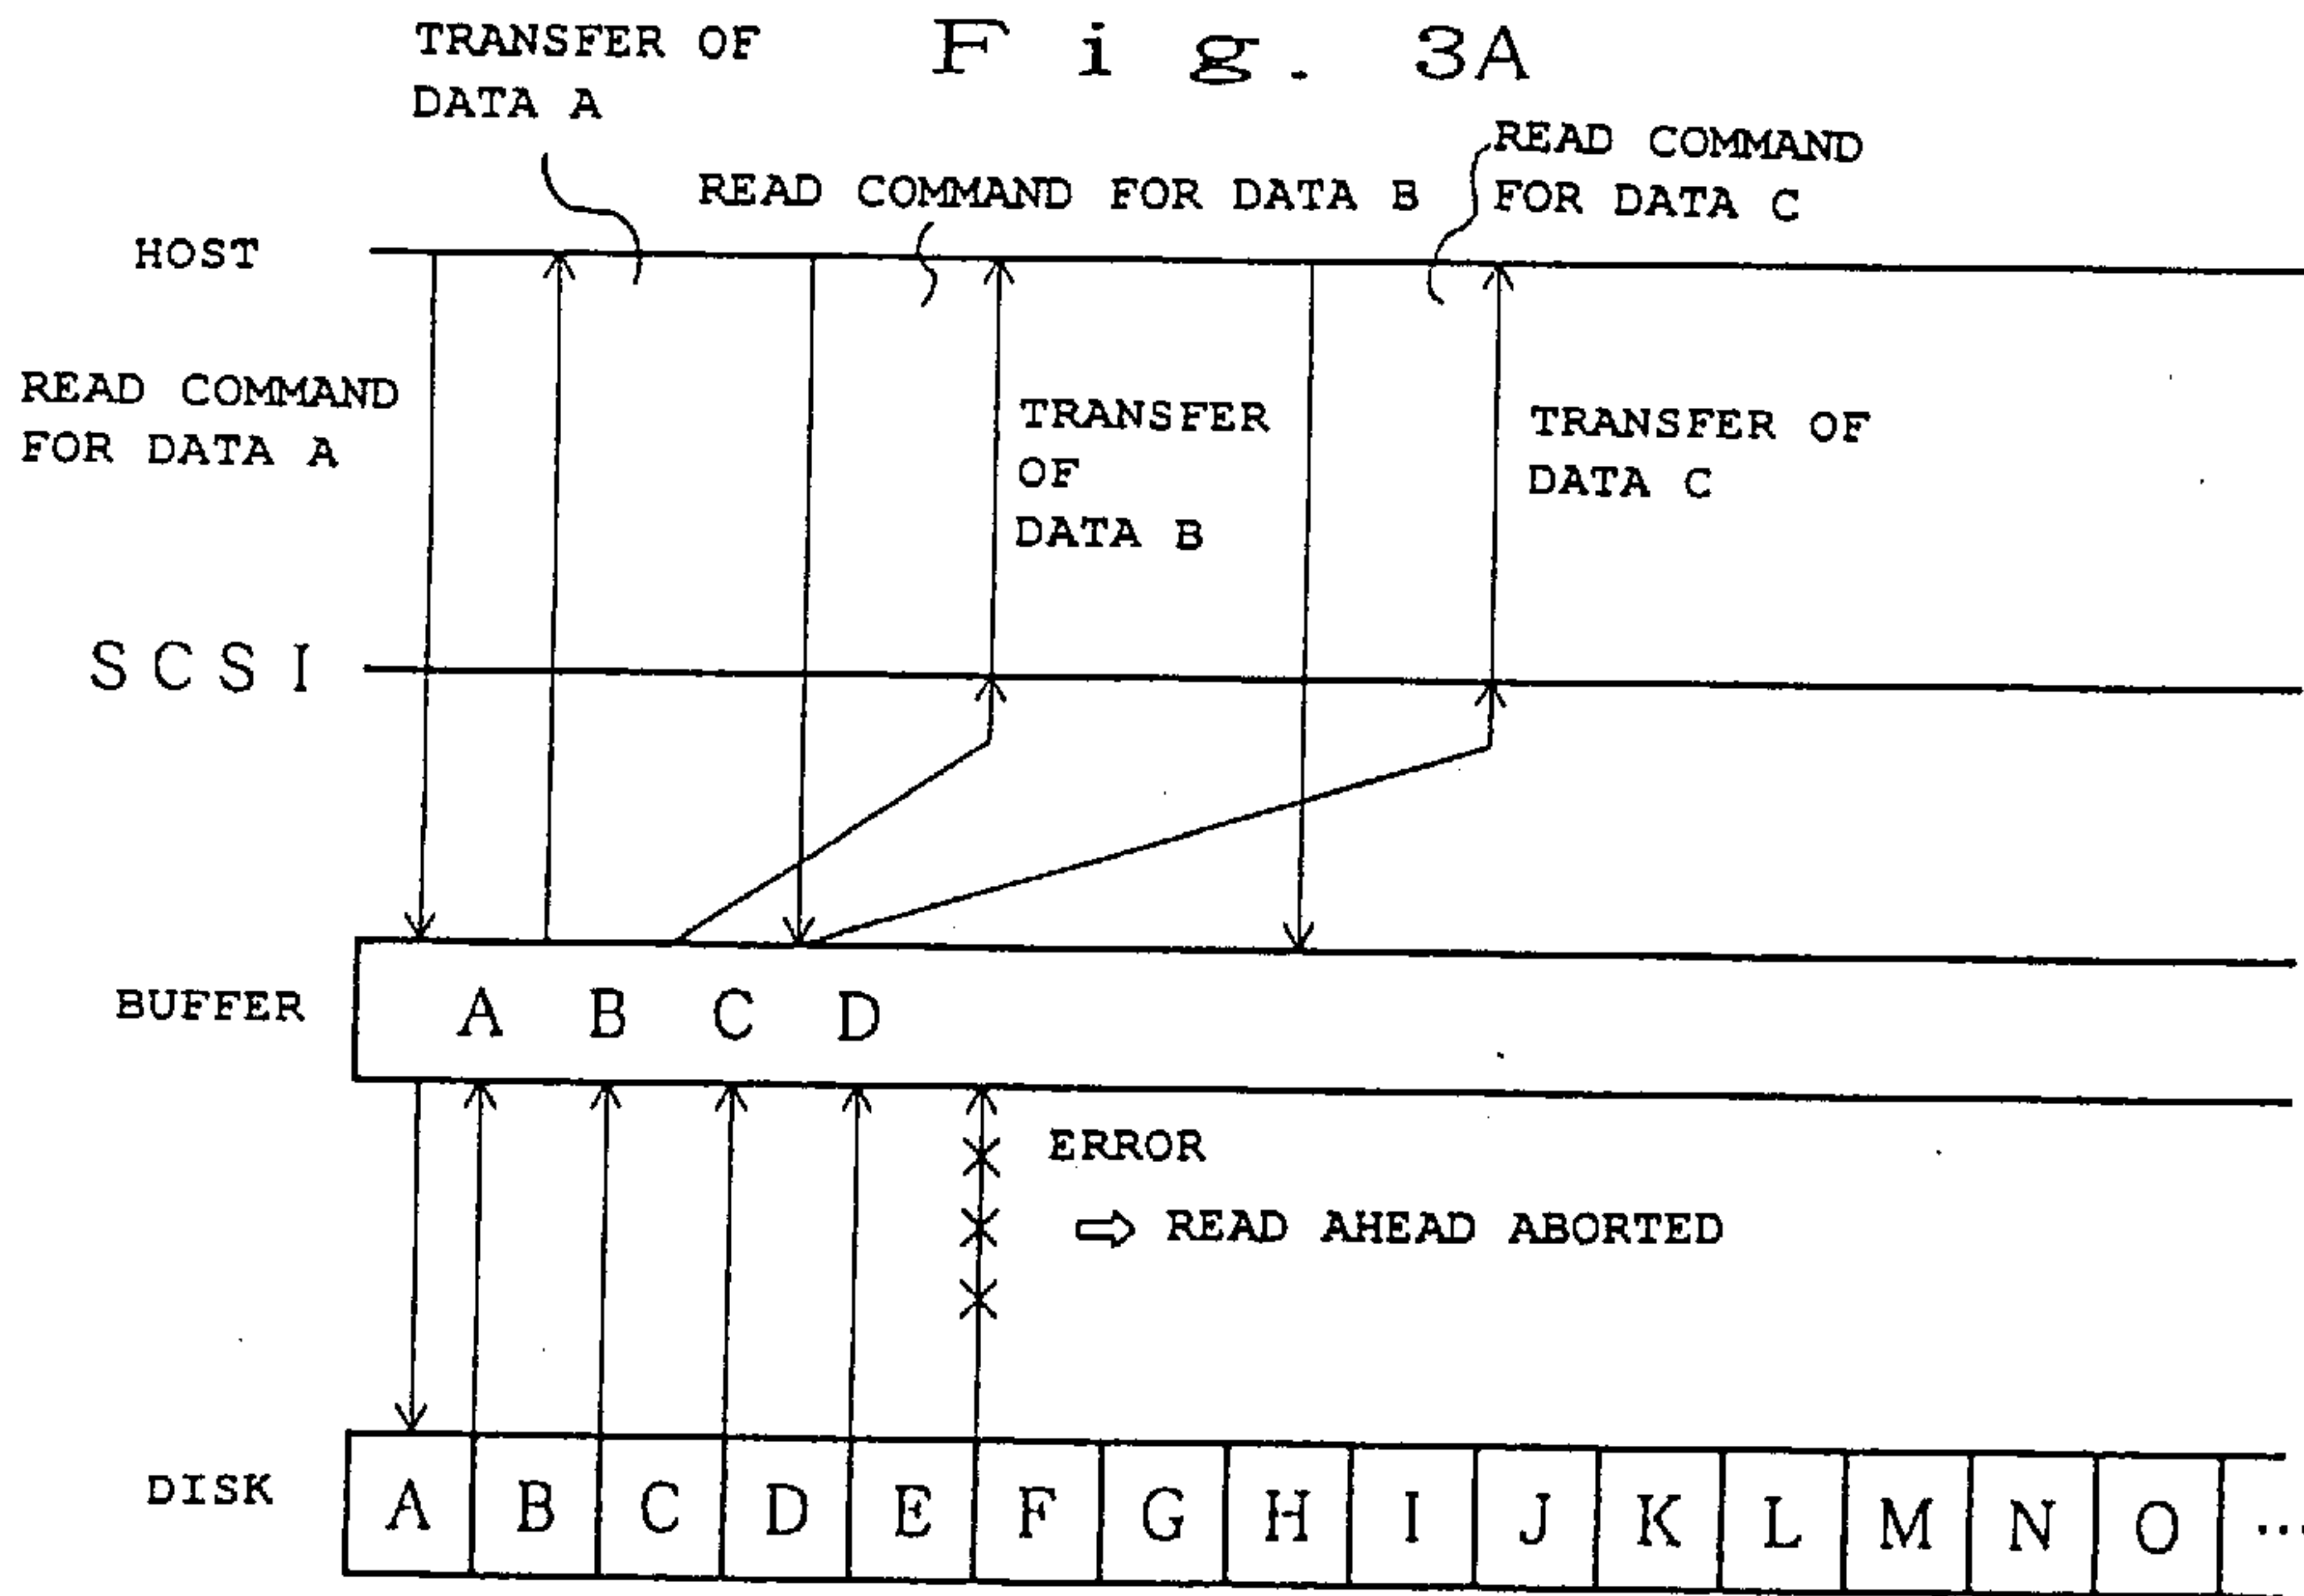 Fig. 3A
TRANSFER OF
DATA A
READ COMMAND FOR DATA B
READ COMMAND
FOR DATA C
HOST
READ COMMAND
FOR DATA A
TRANSFER
OF
DATA B
TRANSFER OF
DATA C
SCSI
BUFFER
A B C D
ERROR
⇨ READ AHEAD ABORTED
DISK
A B C D E F G H I J K L M N O ...